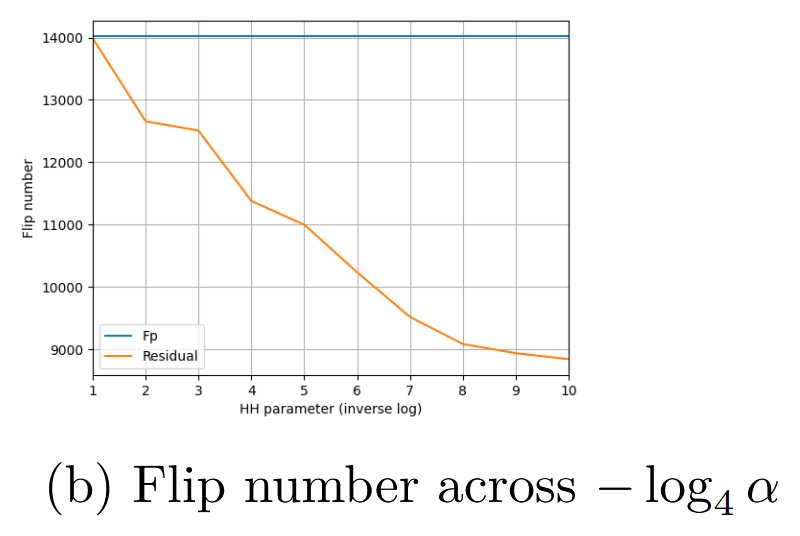 14000
13000
12000
11000
10000
9000
Flip number
Fp
Residual
1 2 3 4 5 6 7 8 9 10
HH parameter (inverse log)
(b) Flip number across − log₄ α